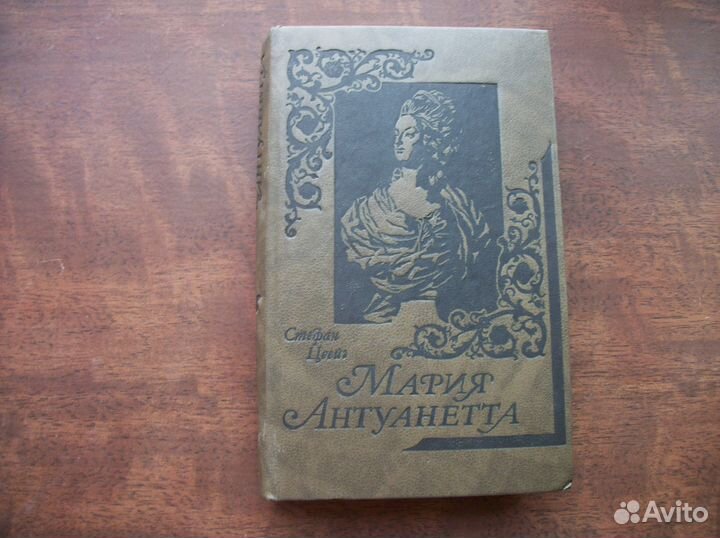 Стефан
Цвейг
Мария
Антуанетта
Avito